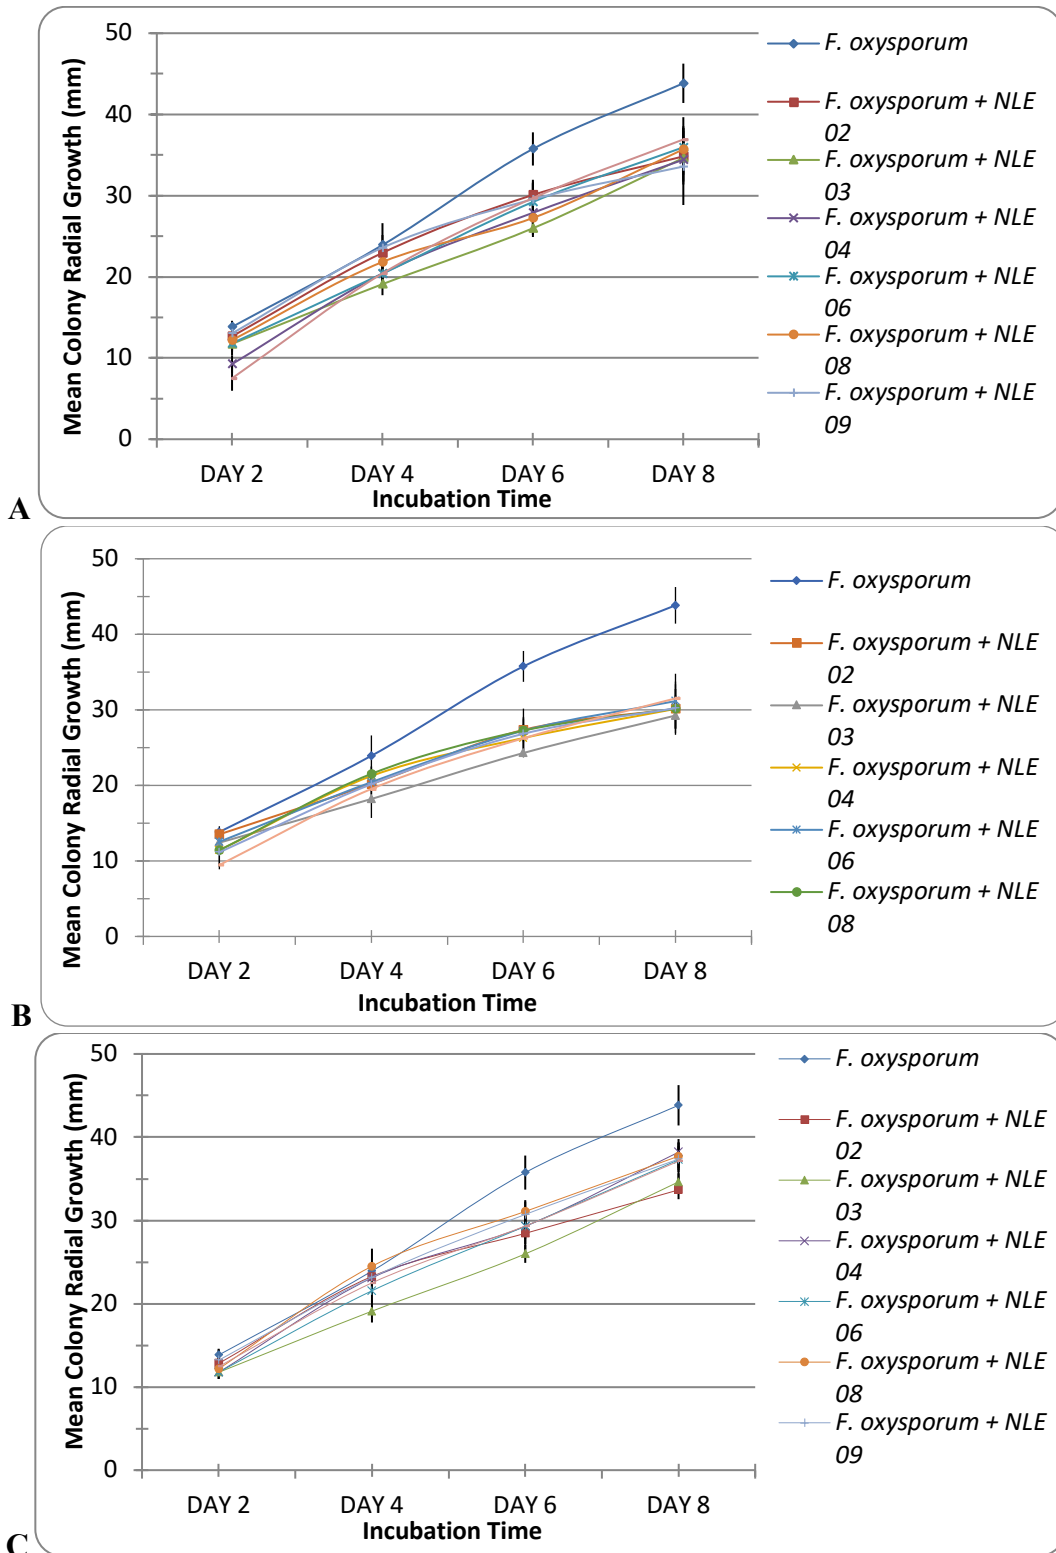 50
40
30
20
10
0
Mean Colony Radial Growth (mm)
DAY 2
DAY 4
DAY 6
DAY 8
Incubation Time
F. oxysporum
F. oxysporum + NLE
02
F. oxysporum + NLE
03
F. oxysporum + NLE
04
F. oxysporum + NLE
06
F. oxysporum + NLE
08
F. oxysporum + NLE
09
A
50
40
30
20
10
0
Mean Colony Radial Growth (mm)
DAY 2
DAY 4
DAY 6
DAY 8
Incubation Time
F. oxysporum
F. oxysporum + NLE
02
F. oxysporum + NLE
03
F. oxysporum + NLE
04
F. oxysporum + NLE
06
F. oxysporum + NLE
08
B
50
40
30
20
10
0
Mean Colony Radial Growth (mm)
DAY 2
DAY 4
DAY 6
DAY 8
Incubation Time
F. oxysporum
F. oxysporum + NLE
02
F. oxysporum + NLE
03
F. oxysporum + NLE
04
F. oxysporum + NLE
06
F. oxysporum + NLE
08
F. oxysporum + NLE
09
C